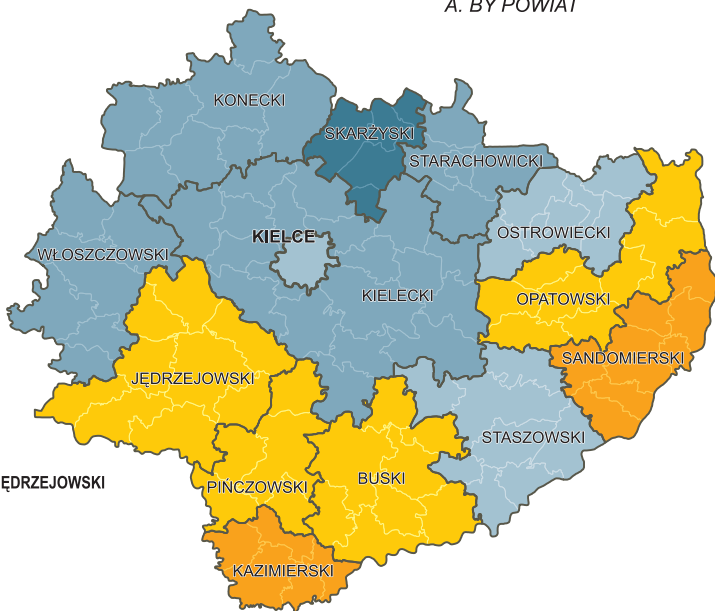 A. BY POWIAT
KONECKI
SKARŻYSKI
STARACHOWICKI
OSTROWIECKI
KIELCE
WŁOSZCZOWSKI
KIELECKI
OPATOWSKI
SANDOMIERSKI
JĘDRZEJOWSKI
STASZOWSKI
BUSKI
ĘDRZEJOWSKI
PIŃCZOWSKI
KAZIMIERSKI